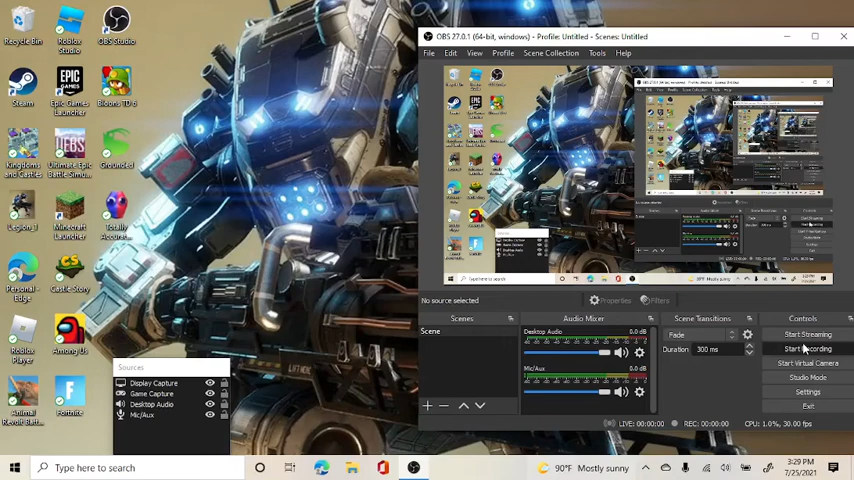 Recycle Bin
Roblox Studio
OBS Studio
Steam
Epic Games Launcher
Bloons TD 6
Kingdoms and Castles
UEBS
Ultimate Epic Battle Simu...
Grounded
Legion_1
Minecraft Launcher
Totally Accurat...
Personal - Edge
Castle Story
Roblox Player
Among Us
Animal Revolt Batt...
Fortnite
Sources
Display Capture
Game Capture
Desktop Audio
Mic/Aux
OBS 27.0.1 (64-bit, windows) - Profile: Untitled - Scenes: Untitled
File Edit View Profile Scene Collection Tools Help
No source selected
Properties
Filters
Scenes
Audio Mixer
Scene Transitions
Controls
Scene
Desktop Audio
0.0 dB
Mic/Aux
0.0 dB
Fade
Duration: 300 ms
Start Streaming
Start Recording
Start Virtual Camera
Studio Mode
Settings
Exit
LIVE: 00:00:00
REC: 00:00:00
CPU: 1.0%, 30.00 fps
Type here to search
90°F Mostly sunny
3:29 PM
7/25/2021